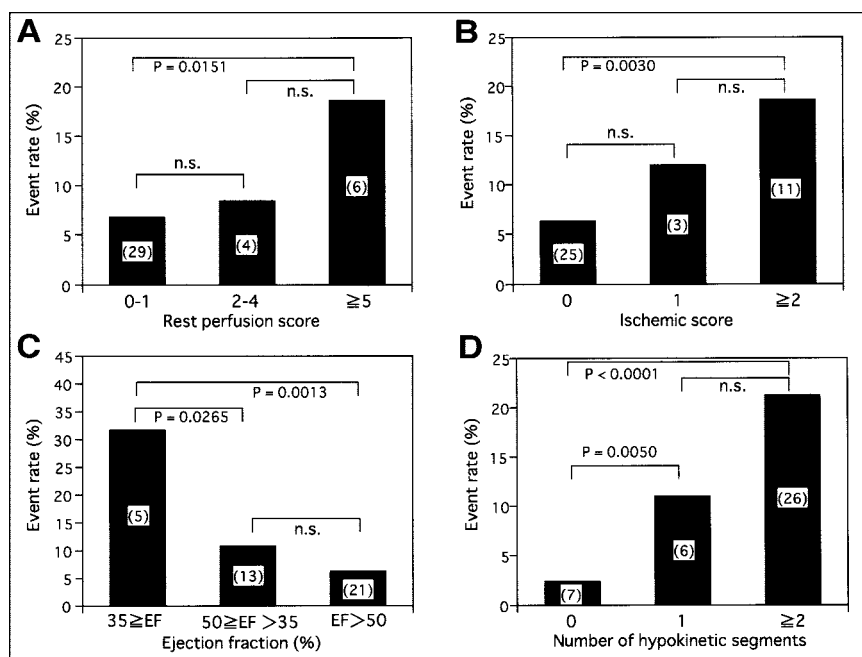 A
25
20
15
10
5
0
Event rate (%)
P = 0.0151
n.s.
n.s.
(29)
(4)
(6)
0-1
2-4
≧5
Rest perfusion score
B
25
20
15
10
5
0
Event rate (%)
P = 0.0030
n.s.
n.s.
(25)
(3)
(11)
0
1
≧2
Ischemic score
C
45
40
35
30
25
20
15
10
5
0
Event rate (%)
P = 0.0013
P = 0.0265
n.s.
(5)
(13)
(21)
35≧EF
50≧EF >35
EF>50
Ejection fraction (%)
D
25
20
15
10
5
0
Event rate (%)
P < 0.0001
n.s.
P = 0.0050
(7)
(6)
(26)
0
1
≧2
Number of hypokinetic segments